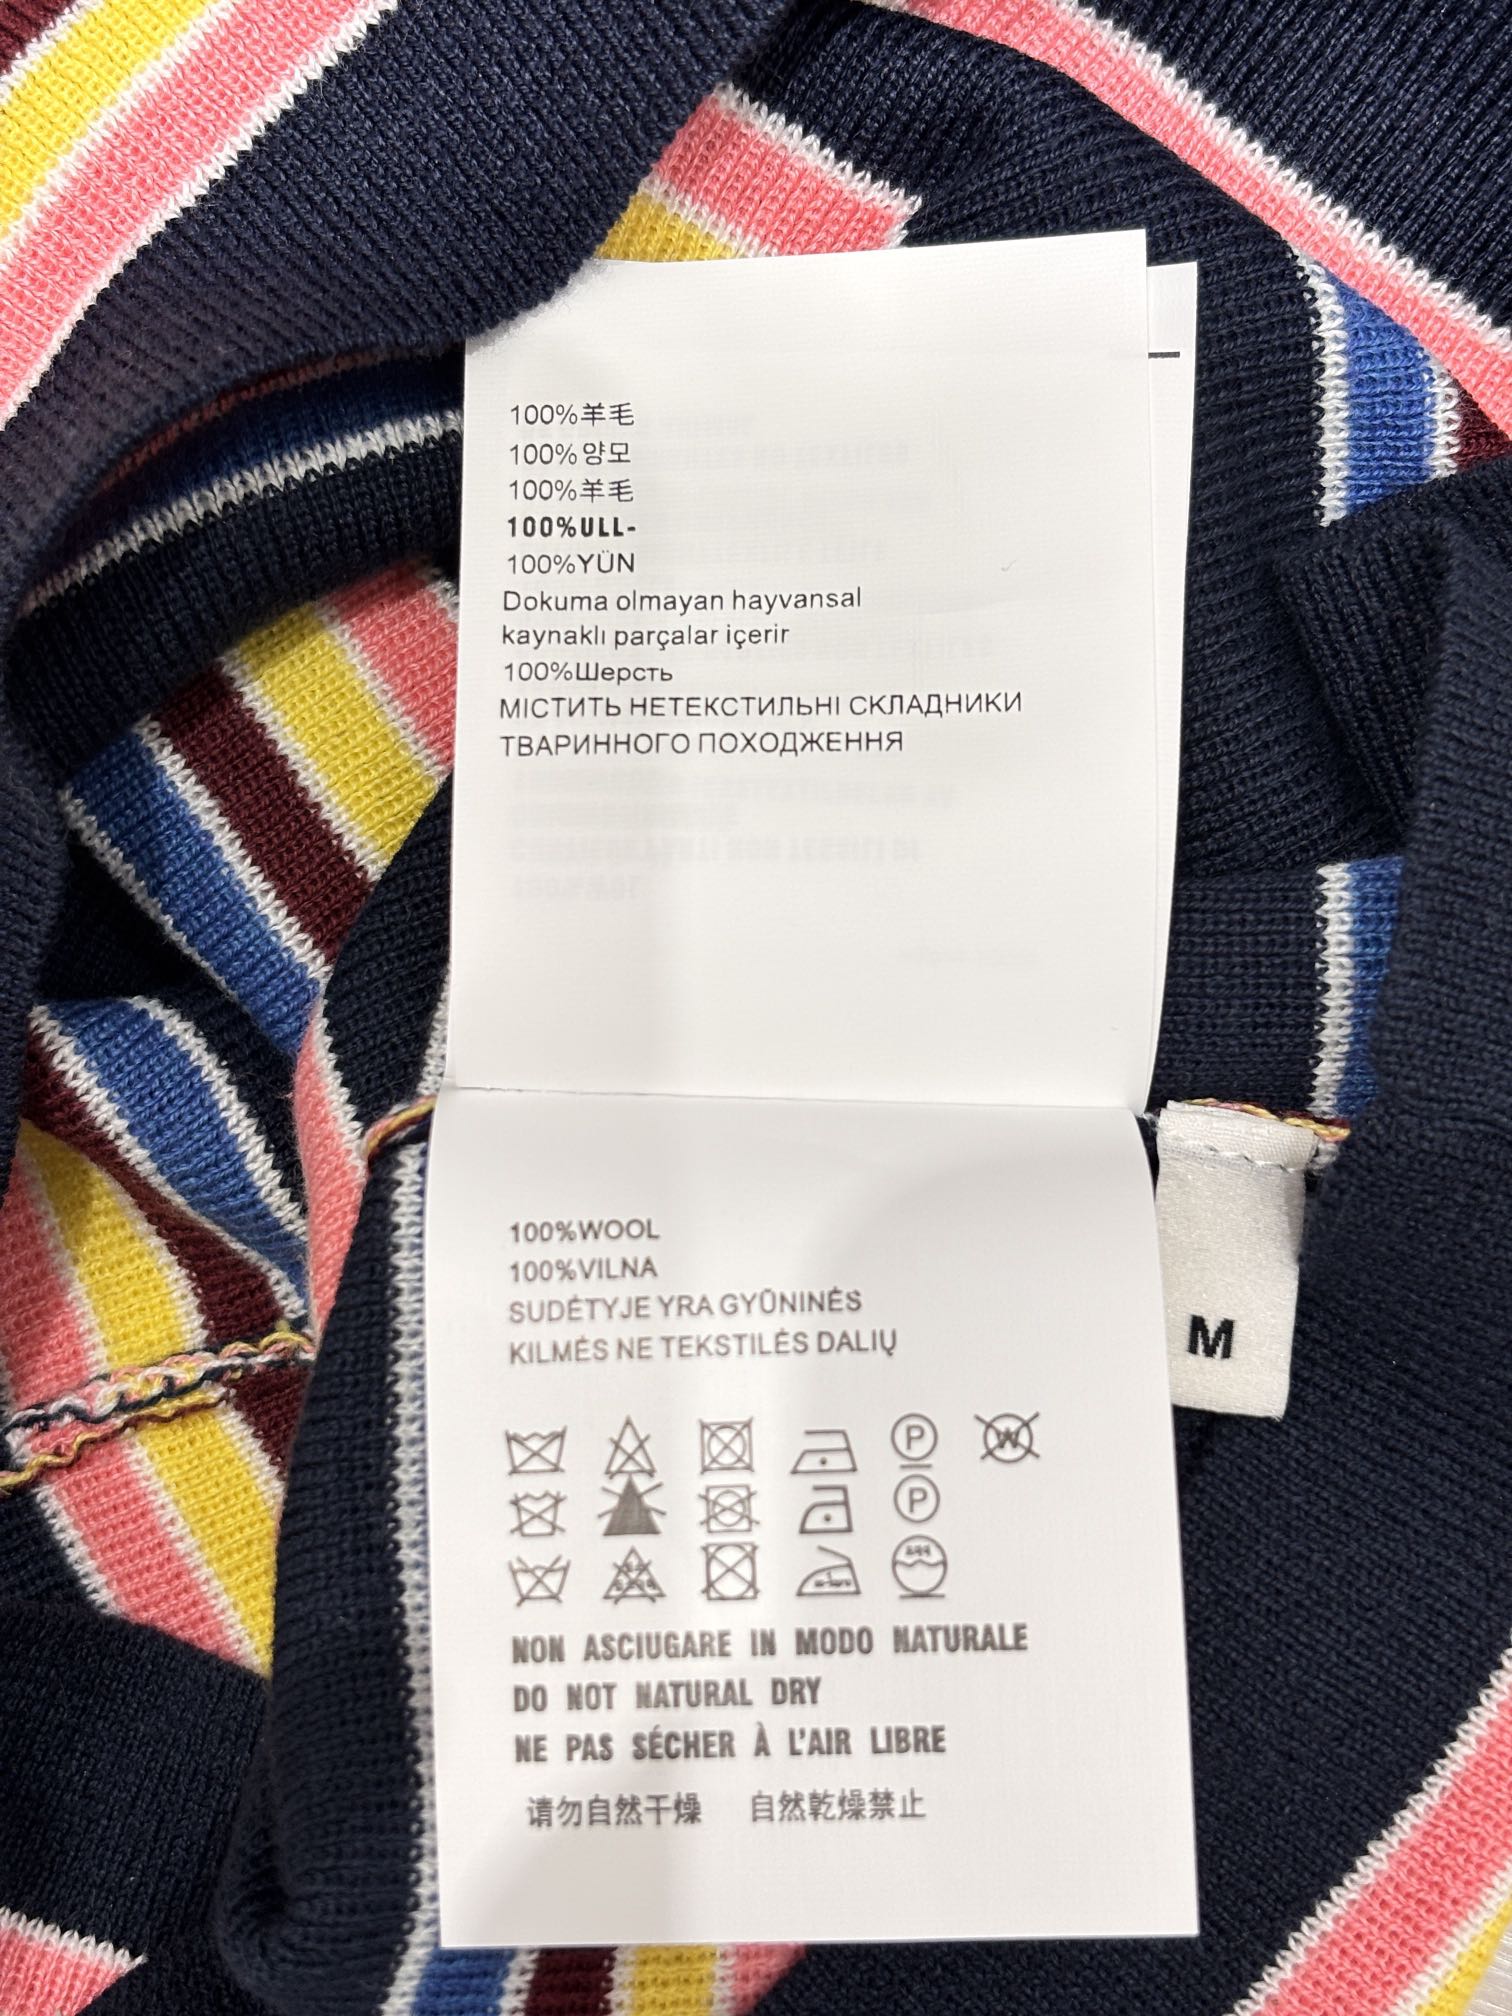 100%羊毛
100%양모
100%羊毛
100%ULL-
100%YÜN
Dokuma olmayan hayvansal
kaynaklı parçalar içerir
100%Шерсть
МІСТИТЬ НЕТЕКСТИЛЬНІ СКЛАДНИКИ
ТВАРИННОГО ПОХОДЖЕННЯ
100%WOOL
100%VILNA
SUDĖTYJE YRA GYŪNINĖS
KILMĖS NE TEKSTILĖS DALIŲ
M
P W
P
NON ASCIUGARE IN MODO NATURALE
DO NOT NATURAL DRY
NE PAS SÉCHER À L'AIR LIBRE
请勿自然干燥 自然乾燥禁止